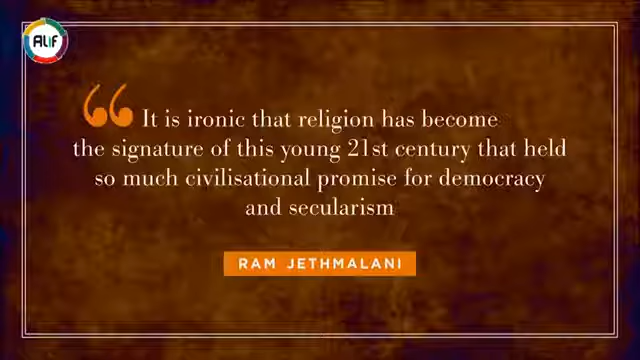 ALIF
“ It is ironic that religion has become
the signature of this young 21st century that held
so much civilisational promise for democracy
and secularism
RAM JETHMALANI